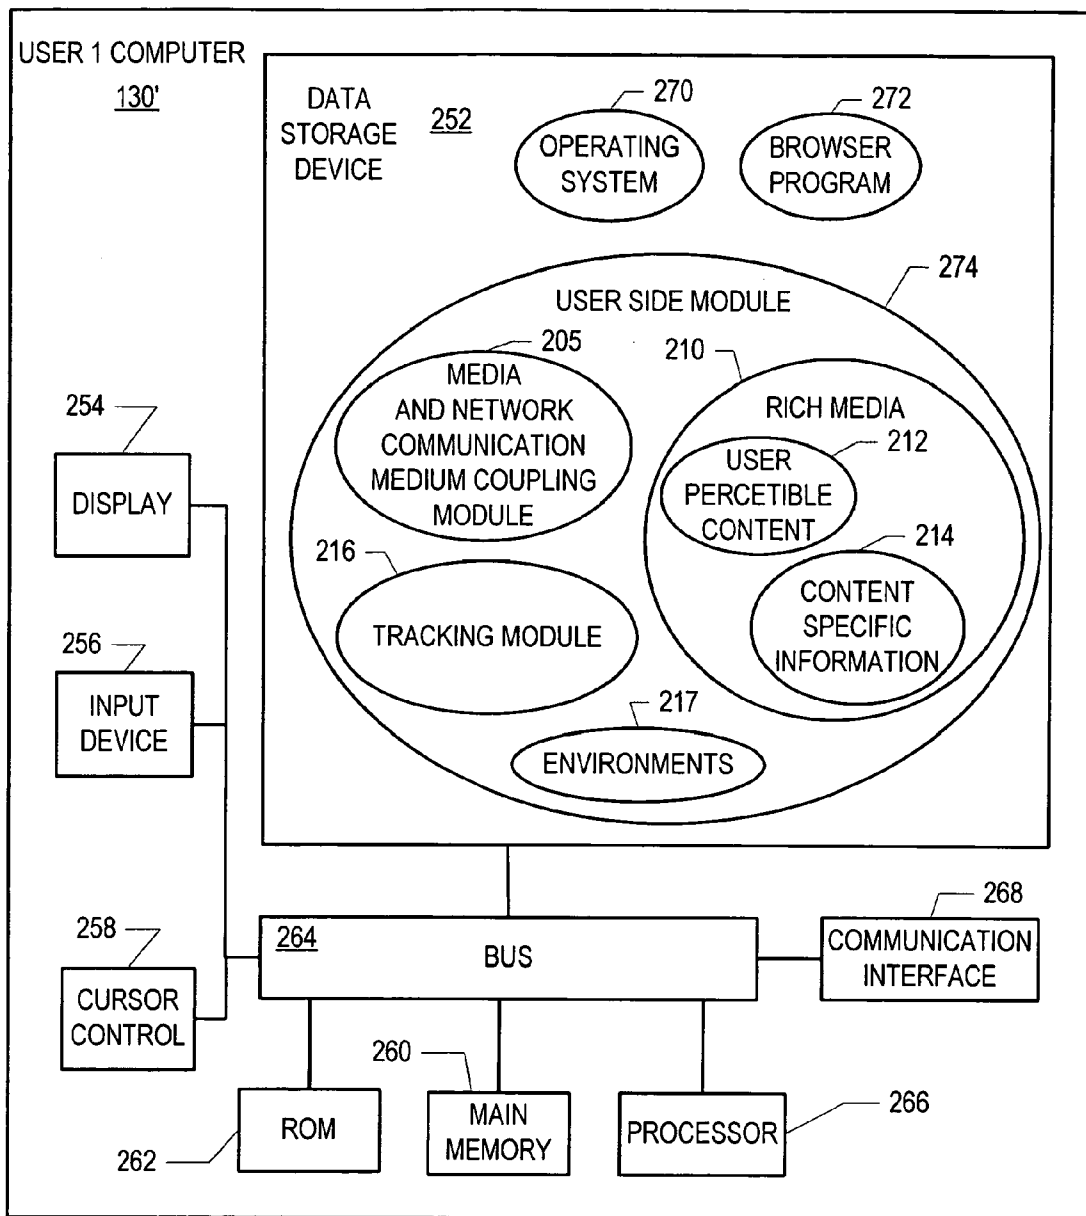 USER 1 COMPUTER
130'
DATA
STORAGE
DEVICE
252
270
OPERATING
SYSTEM
272
BROWSER
PROGRAM
274
USER SIDE MODULE
205
MEDIA
AND NETWORK
COMMUNICATION
MEDIUM COUPLING
MODULE
210
RICH MEDIA
212
USER
PERCETIBLE
CONTENT
214
CONTENT
SPECIFIC
INFORMATION
216
TRACKING MODULE
217
ENVIRONMENTS
254
DISPLAY
256
INPUT
DEVICE
258
CURSOR
CONTROL
264
BUS
268
COMMUNICATION
INTERFACE
262
ROM
260
MAIN
MEMORY
266
PROCESSOR